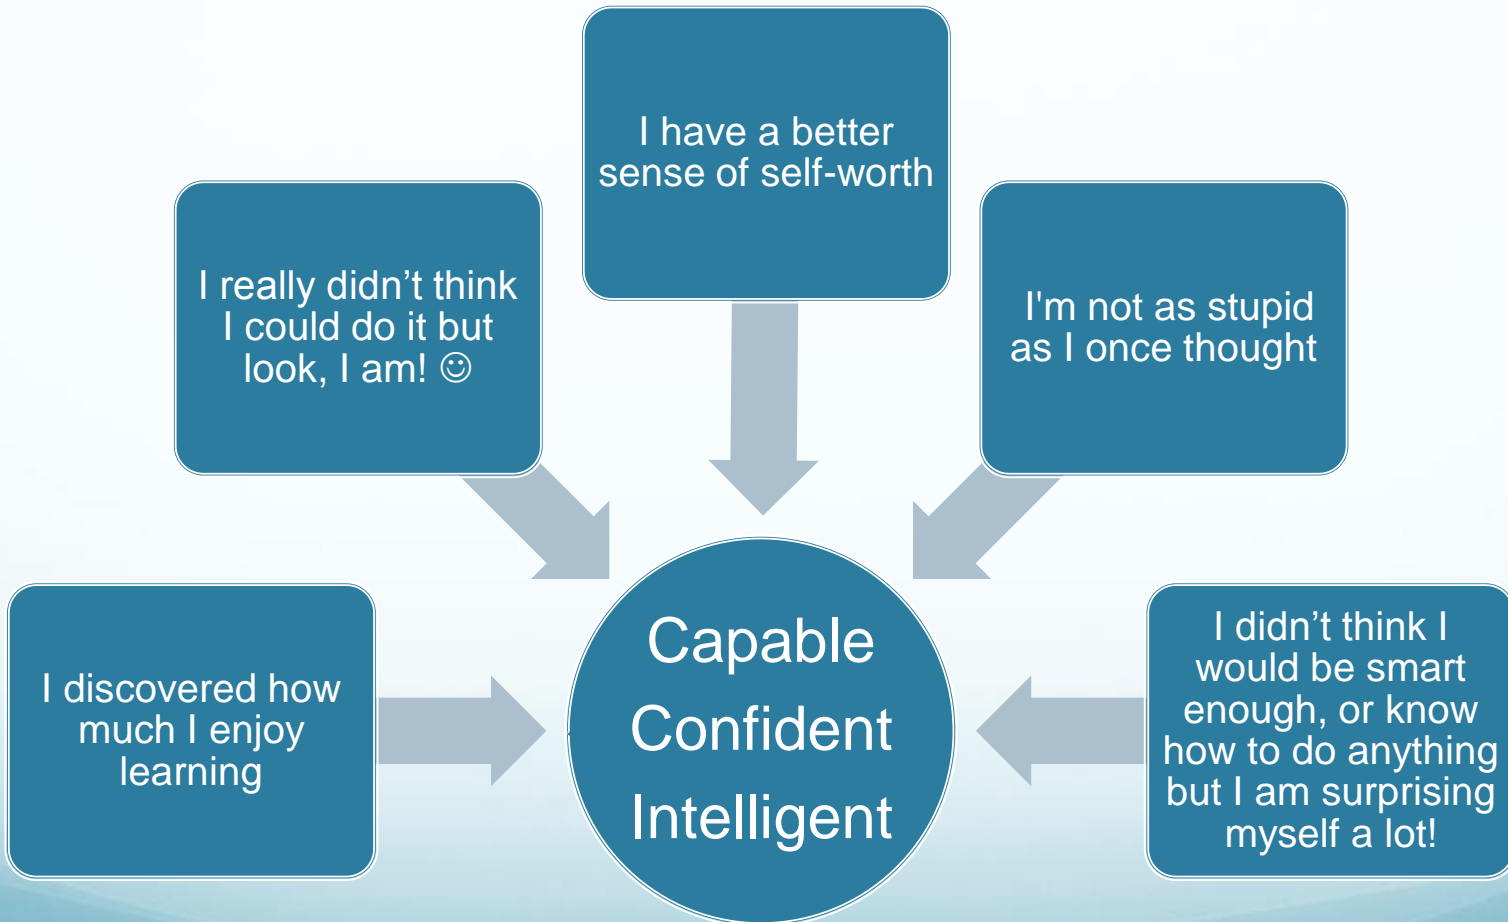 I have a better
sense of self-worth
I really didn’t think
I could do it but
look, I am! ☺
I'm not as stupid
as I once thought
I discovered how
much I enjoy
learning
Capable
Confident
Intelligent
I didn’t think I
would be smart
enough, or know
how to do anything
but I am surprising
myself a lot!